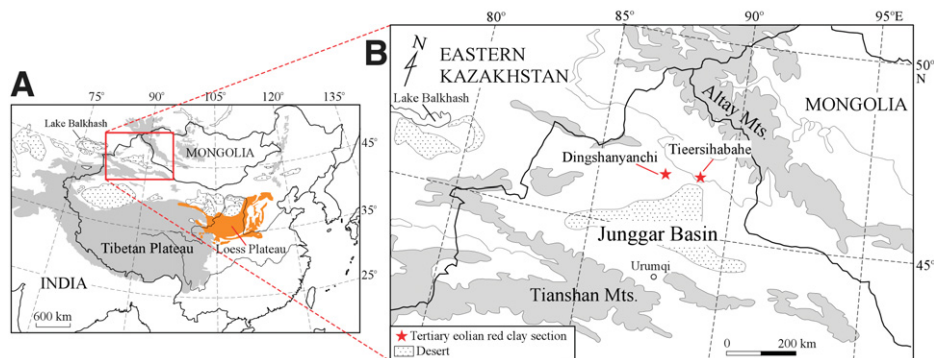 A
75°
90°
105°
120°
Lake Balkhash
MONGOLIA
45°
35°
Loess Plateau
Tibetan Plateau
25°
INDIA
600 km
B
80°
85°
90°
95°E
N
EASTERN
KAZAKHSTAN
50°
N
Lake Balkhash
Altay Mts.
MONGOLIA
Tieersihabahe
Dingshanyanchi
Junggar Basin
45°
Urumqi
Tianshan Mts.
Tertiary eolian red clay section
Desert
0 200 km